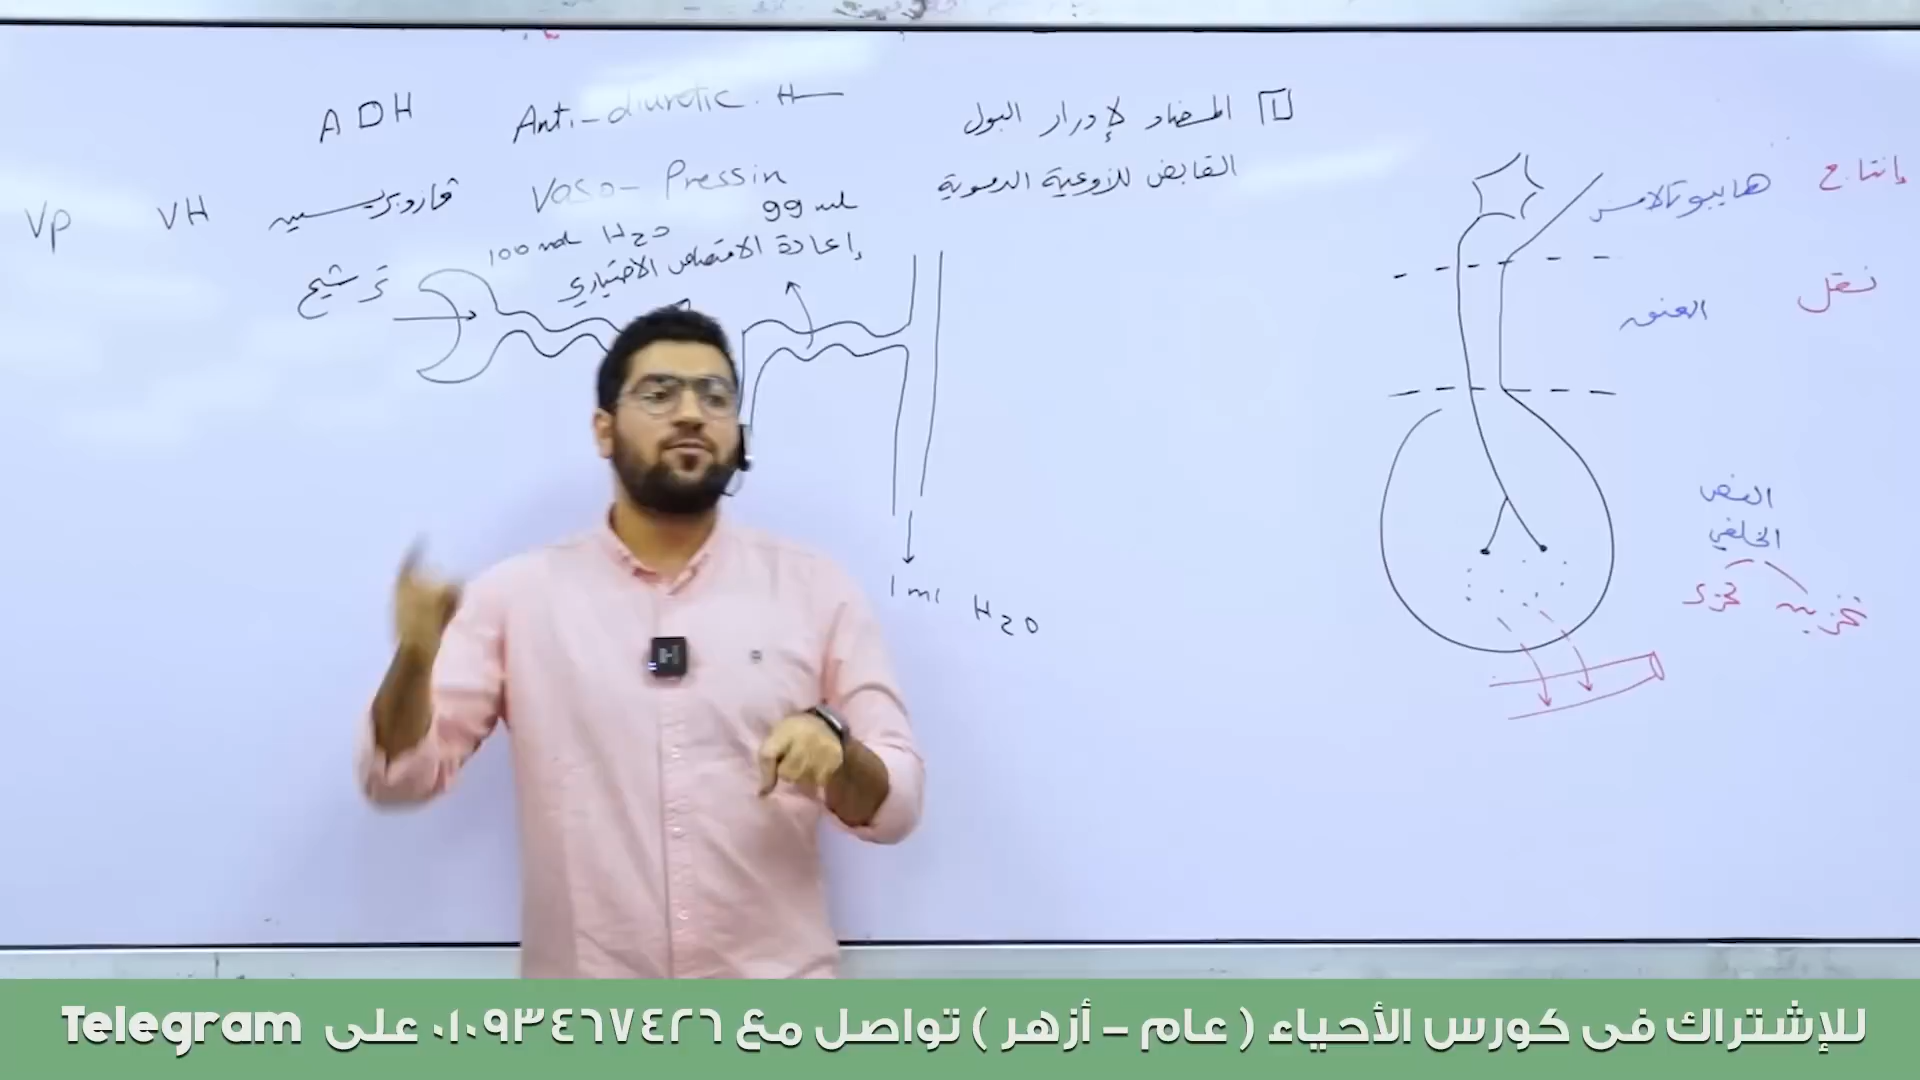 ADH Anti-diuretic. H
1 المضاد لإدرار البول
Vp VH ڤازوبريسين Vaso-Pressin
القابض للأوعية الدموية
100 ml H2O 99 ml
ترشيح
إعادة الامتصاص الاختياري
1 ml H2O
هايبوثالامس إنتاج
العنق نقل
الفص
الخلفي
تخزين
للإشتراك فى كورس الأحياء ( عام - أزهر ) تواصل مع ٠١٠٩٣٤٦٧٤٢٦ على Telegram